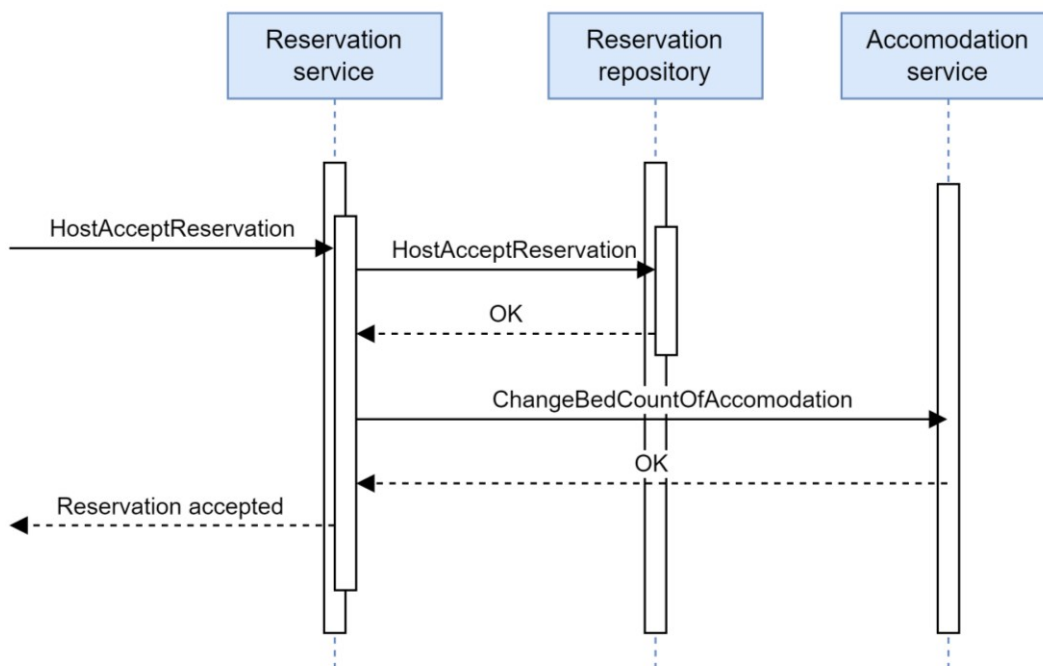 Reservation
service
Reservation
repository
Accomodation
service
HostAcceptReservation
HostAcceptReservation
OK
ChangeBedCountOfAccomodation
OK
Reservation accepted